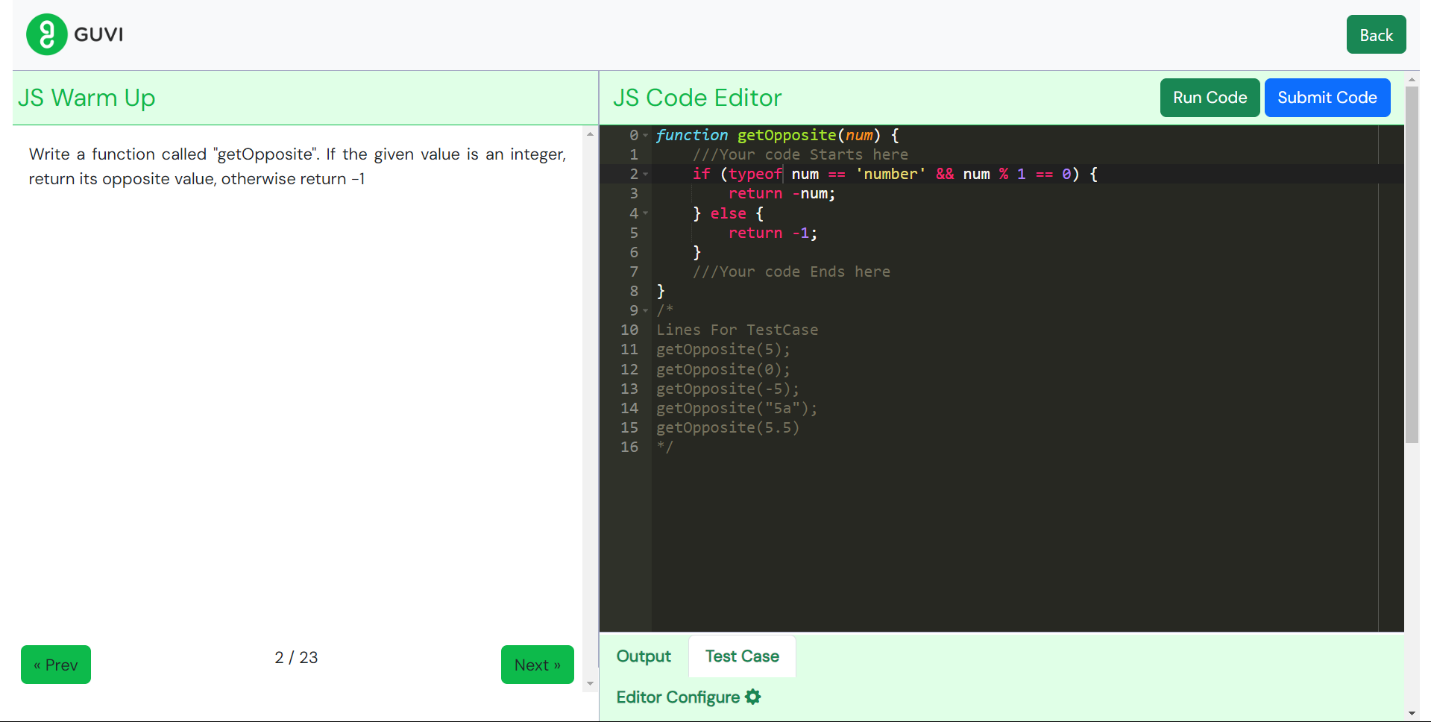 GUVI
Back
JS Warm Up
Write a function called "getOpposite". If the given value is an integer,
return its opposite value, otherwise return -1
« Prev
2 / 23
Next »
JS Code Editor
Run Code
Submit Code
0 function getOpposite(num) {
1 ///Your code Starts here
2 if (typeof num == 'number' && num % 1 == 0) {
3 return -num;
4 } else {
5 return -1;
6 }
7 ///Your code Ends here
8 }
9 /*
10 Lines For TestCase
11 getOpposite(5);
12 getOpposite(0);
13 getOpposite(-5);
14 getOpposite("5a");
15 getOpposite(5.5)
16 */
Output
Test Case
Editor Configure